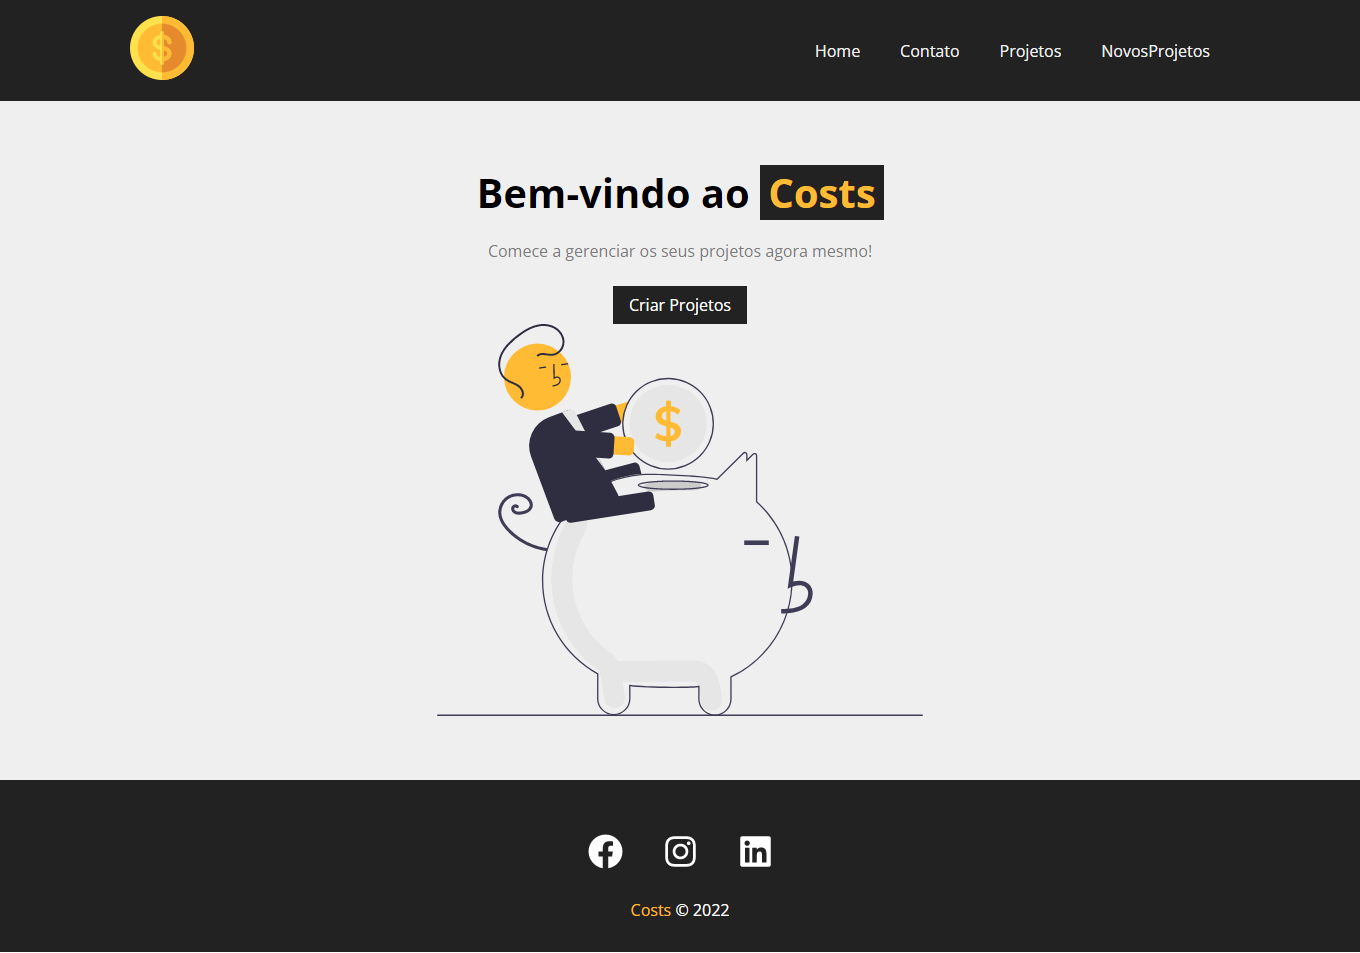 Home Contato Projetos NovosProjetos
Bem-vindo ao Costs
Comece a gerenciar os seus projetos agora mesmo!
Criar Projetos
$
Costs © 2022